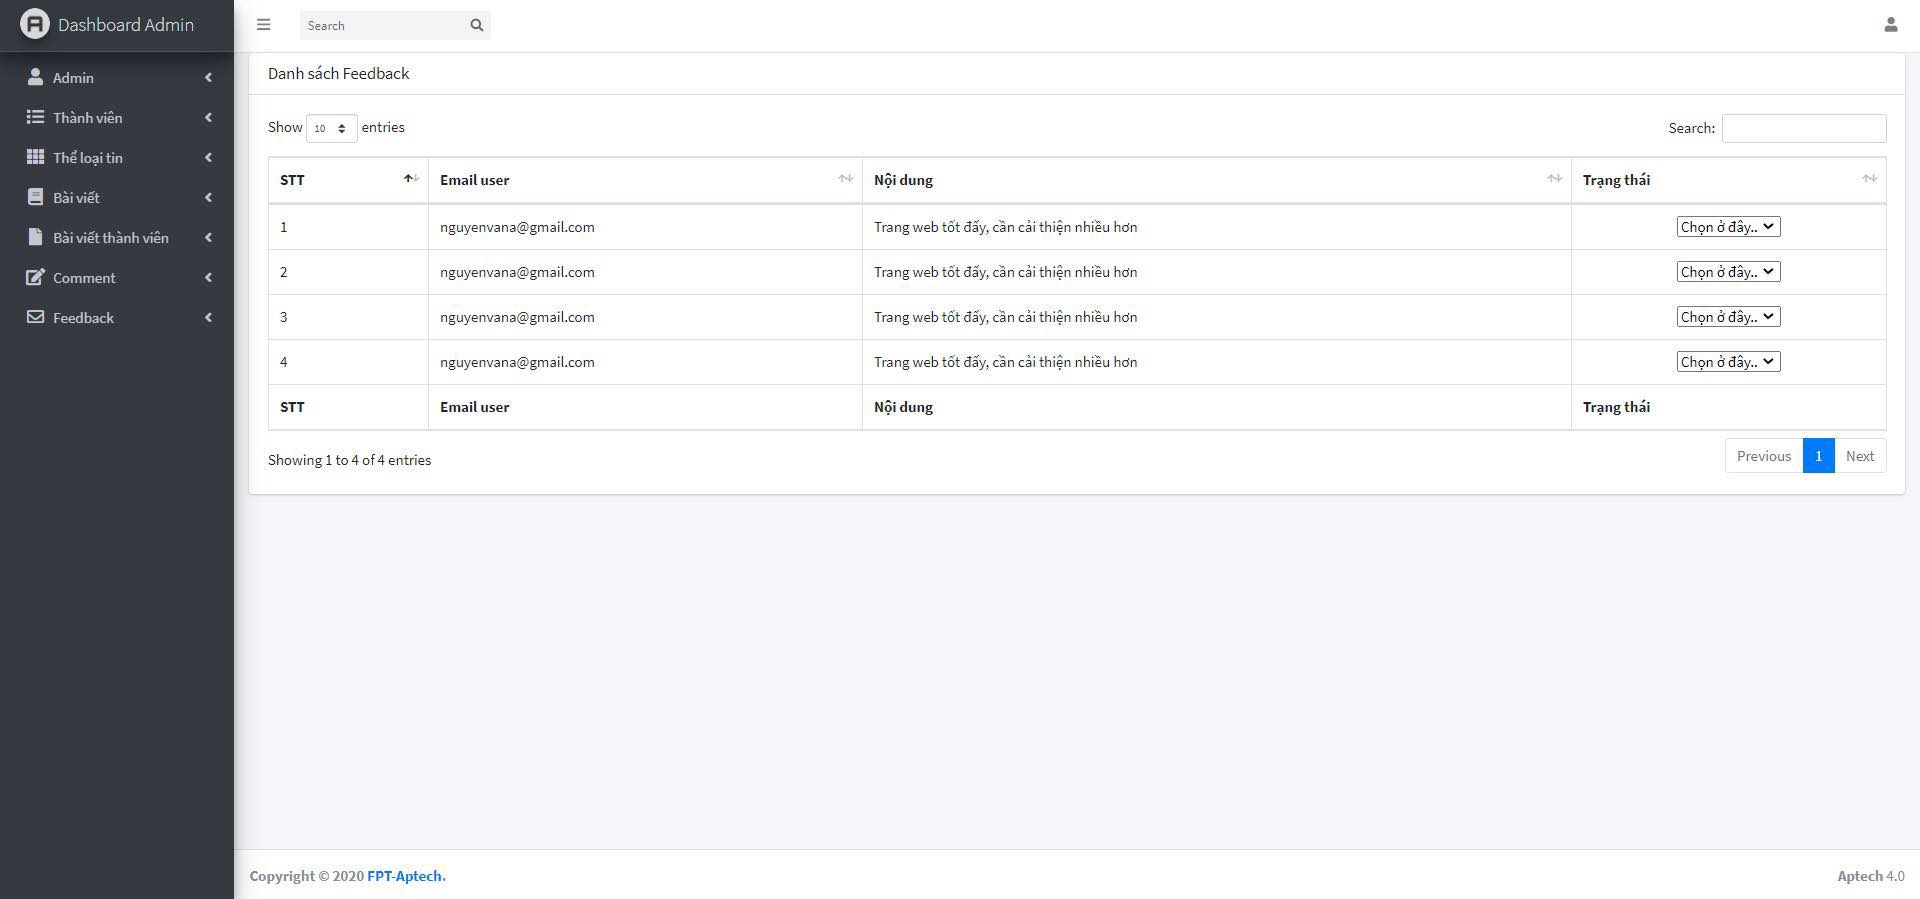 Dashboard Admin
Search
Admin
Thành viên
Thể loại tin
Bài viết
Bài viết thành viên
Comment
Feedback
Danh sách Feedback
Show 10 entries
Search:
STT Email user Nội dung Trạng thái
1 nguyenvana@gmail.com Trang web tốt đấy, cần cải thiện nhiều hơn Chọn ở đây..
2 nguyenvana@gmail.com Trang web tốt đấy, cần cải thiện nhiều hơn Chọn ở đây..
3 nguyenvana@gmail.com Trang web tốt đấy, cần cải thiện nhiều hơn Chọn ở đây..
4 nguyenvana@gmail.com Trang web tốt đấy, cần cải thiện nhiều hơn Chọn ở đây..
STT Email user Nội dung Trạng thái
Showing 1 to 4 of 4 entries
Previous 1 Next
Copyright © 2020 FPT-Aptech.
Aptech 4.0